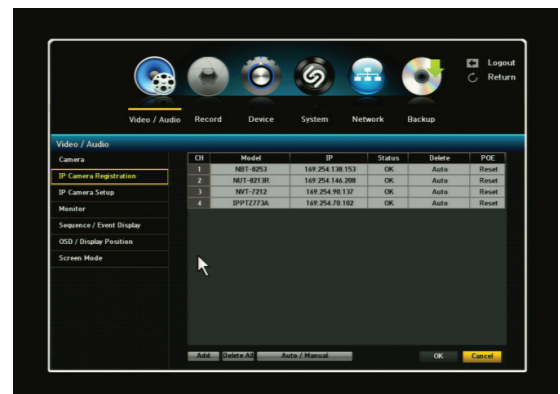 Logout
Return
Video / Audio Record Device System Network Backup
Video / Audio
Camera
IP Camera Registration
IP Camera Setup
Monitor
Sequence / Event Display
OSD / Display Position
Screen Mode
CH Model IP Status Delete POE
1 NBT-8253 169.254.138.153 OK Auto Reset
2 NUT-8213R 169.254.146.208 OK Auto Reset
3 NVT-7212 169.254.98.137 OK Auto Reset
4 IPPTZ773A 169.254.70.102 OK Auto Reset
Add Delete All Auto / Manual OK Cancel